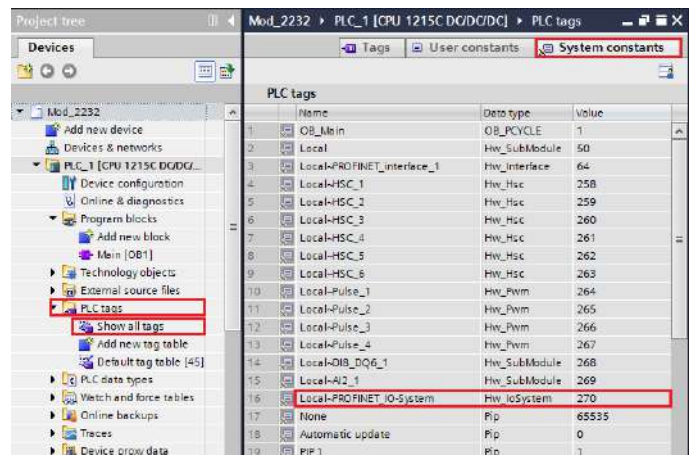 Project tree
Mod_2232 ▸ PLC_1 [CPU 1215C DC/DC/DC] ▸ PLC tags
Devices
Tags
User constants
System constants
PLC tags
Name Data type Value
Mod_2232
Add new device
Devices & networks
PLC_1 [CPU 1215C DC/DC/...
Device configuration
Online & diagnostics
Program blocks
Add new block
Main [OB1]
Technology objects
External source files
PLC tags
Show all tags
Add new tag table
Default tag table [45]
PLC data types
Watch and force tables
Online backups
Traces
Device proxy data
1 OB_Main OB_PCYCLE 1
2 Local Hw_SubModule 50
3 Local~PROFINET_interface_1 Hw_Interface 64
4 Local~HSC_1 Hw_Hsc 258
5 Local~HSC_2 Hw_Hsc 259
6 Local~HSC_3 Hw_Hsc 260
7 Local~HSC_4 Hw_Hsc 261
8 Local~HSC_5 Hw_Hsc 262
9 Local~HSC_6 Hw_Hsc 263
10 Local~Pulse_1 Hw_Pwm 264
11 Local~Pulse_2 Hw_Pwm 265
12 Local~Pulse_3 Hw_Pwm 266
13 Local~Pulse_4 Hw_Pwm 267
14 Local~DI8_DQ6_1 Hw_SubModule 268
15 Local~AI2_1 Hw_SubModule 269
16 Local~PROFINET_IO-System Hw_IoSystem 270
17 None Pip 65535
18 Automatic update Pip 0
19 PIP 1 Pip 1